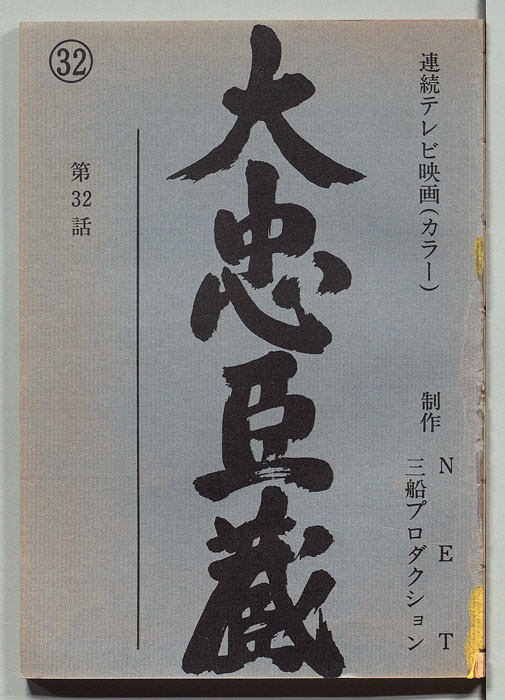 連続テレビ映画(カラー)
制作
NET
三船プロダクション
大忠臣蔵
第32話
32